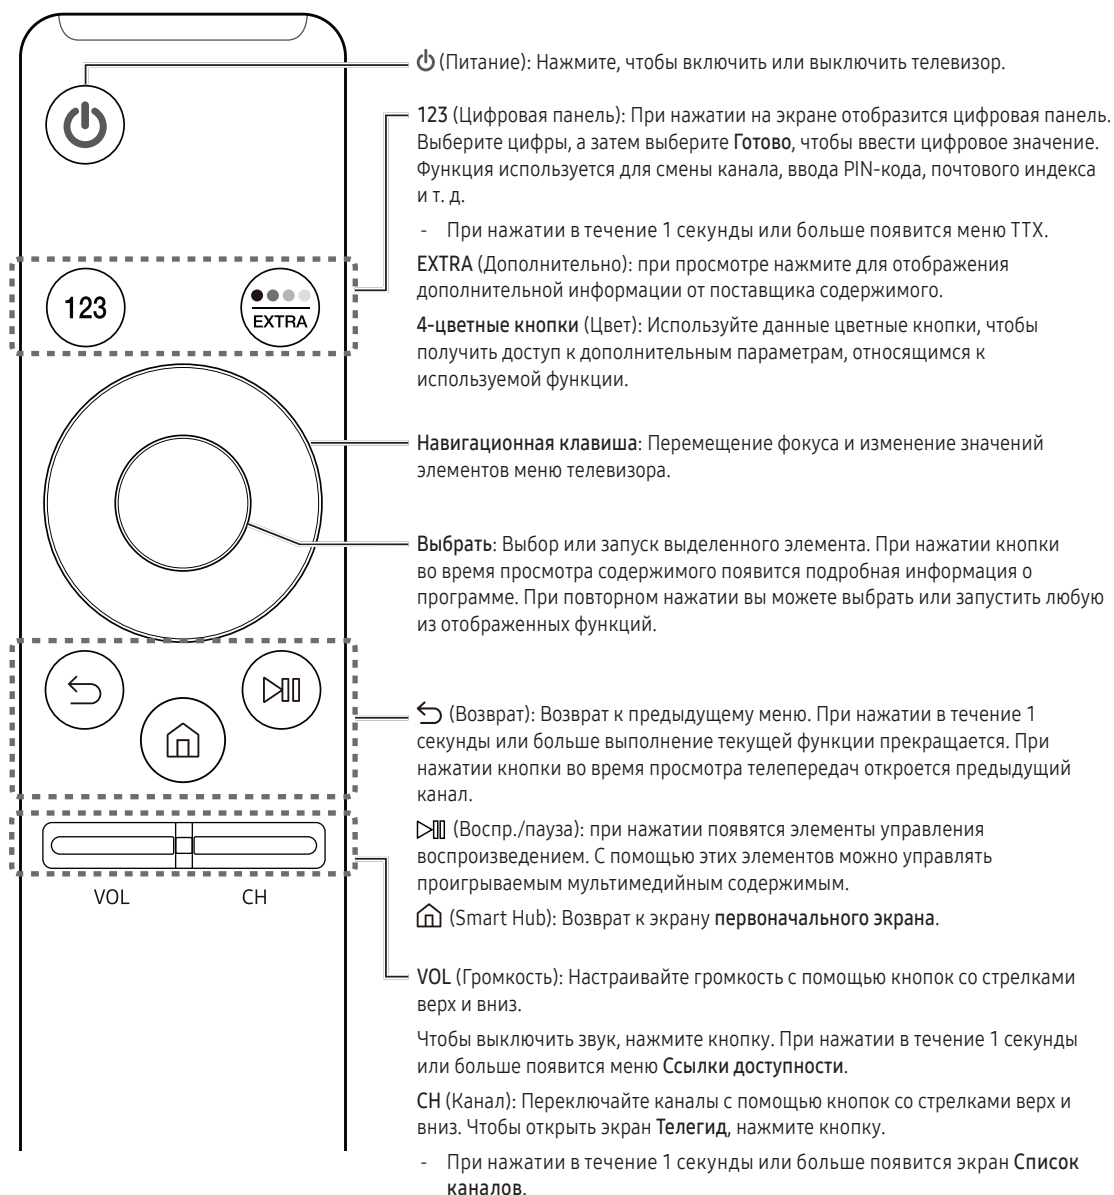 (Питание): Нажмите, чтобы включить или выключить телевизор.
123 (Цифровая панель): При нажатии на экране отобразится цифровая панель.
Выберите цифры, а затем выберите Готово, чтобы ввести цифровое значение.
Функция используется для смены канала, ввода PIN-кода, почтового индекса
и т. д.
- При нажатии в течение 1 секунды или больше появится меню TTX.
EXTRA (Дополнительно): при просмотре нажмите для отображения
дополнительной информации от поставщика содержимого.
4-цветные кнопки (Цвет): Используйте данные цветные кнопки, чтобы
получить доступ к дополнительным параметрам, относящимся к
используемой функции.
123
EXTRA
Навигационная клавиша: Перемещение фокуса и изменение значений
элементов меню телевизора.
Выбрать: Выбор или запуск выделенного элемента. При нажатии кнопки
во время просмотра содержимого появится подробная информация о
программе. При повторном нажатии вы можете выбрать или запустить любую
из отображенных функций.
(Возврат): Возврат к предыдущему меню. При нажатии в течение 1
секунды или больше выполнение текущей функции прекращается. При
нажатии кнопки во время просмотра телепередач откроется предыдущий
канал.
(Воспр./пауза): при нажатии появятся элементы управления
воспроизведением. С помощью этих элементов можно управлять
проигрываемым мультимедийным содержимым.
(Smart Hub): Возврат к экрану первоначального экрана.
VOL
CH
VOL (Громкость): Настраивайте громкость с помощью кнопок со стрелками
верх и вниз.
Чтобы выключить звук, нажмите кнопку. При нажатии в течение 1 секунды
или больше появится меню Ссылки доступности.
CH (Канал): Переключайте каналы с помощью кнопок со стрелками верх и
вниз. Чтобы открыть экран Телегид, нажмите кнопку.
- При нажатии в течение 1 секунды или больше появится экран Список
каналов.